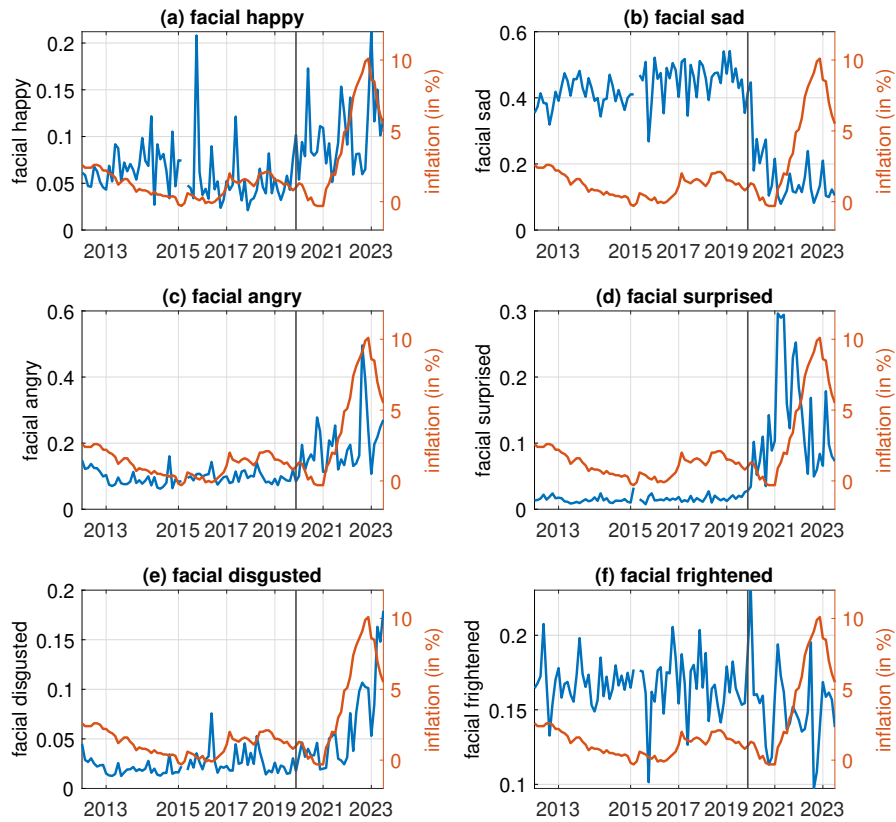 (a) facial happy
(b) facial sad
0.2
0.15
0.1
0.05
0
facial happy
10
5
0
inflation (in %)
2013 2015 2017 2019 2021 2023
0.6
0.4
0.2
0
facial sad
10
5
0
inflation (in %)
2013 2015 2017 2019 2021 2023
(c) facial angry
(d) facial surprised
0.6
0.4
0.2
0
facial angry
10
5
0
inflation (in %)
2013 2015 2017 2019 2021 2023
0.3
0.2
0.1
0
facial surprised
10
5
0
inflation (in %)
2013 2015 2017 2019 2021 2023
(e) facial disgusted
(f) facial frightened
0.2
0.15
0.1
0.05
0
facial disgusted
10
5
0
inflation (in %)
2013 2015 2017 2019 2021 2023
0.2
0.15
0.1
facial frightened
10
5
0
inflation (in %)
2013 2015 2017 2019 2021 2023